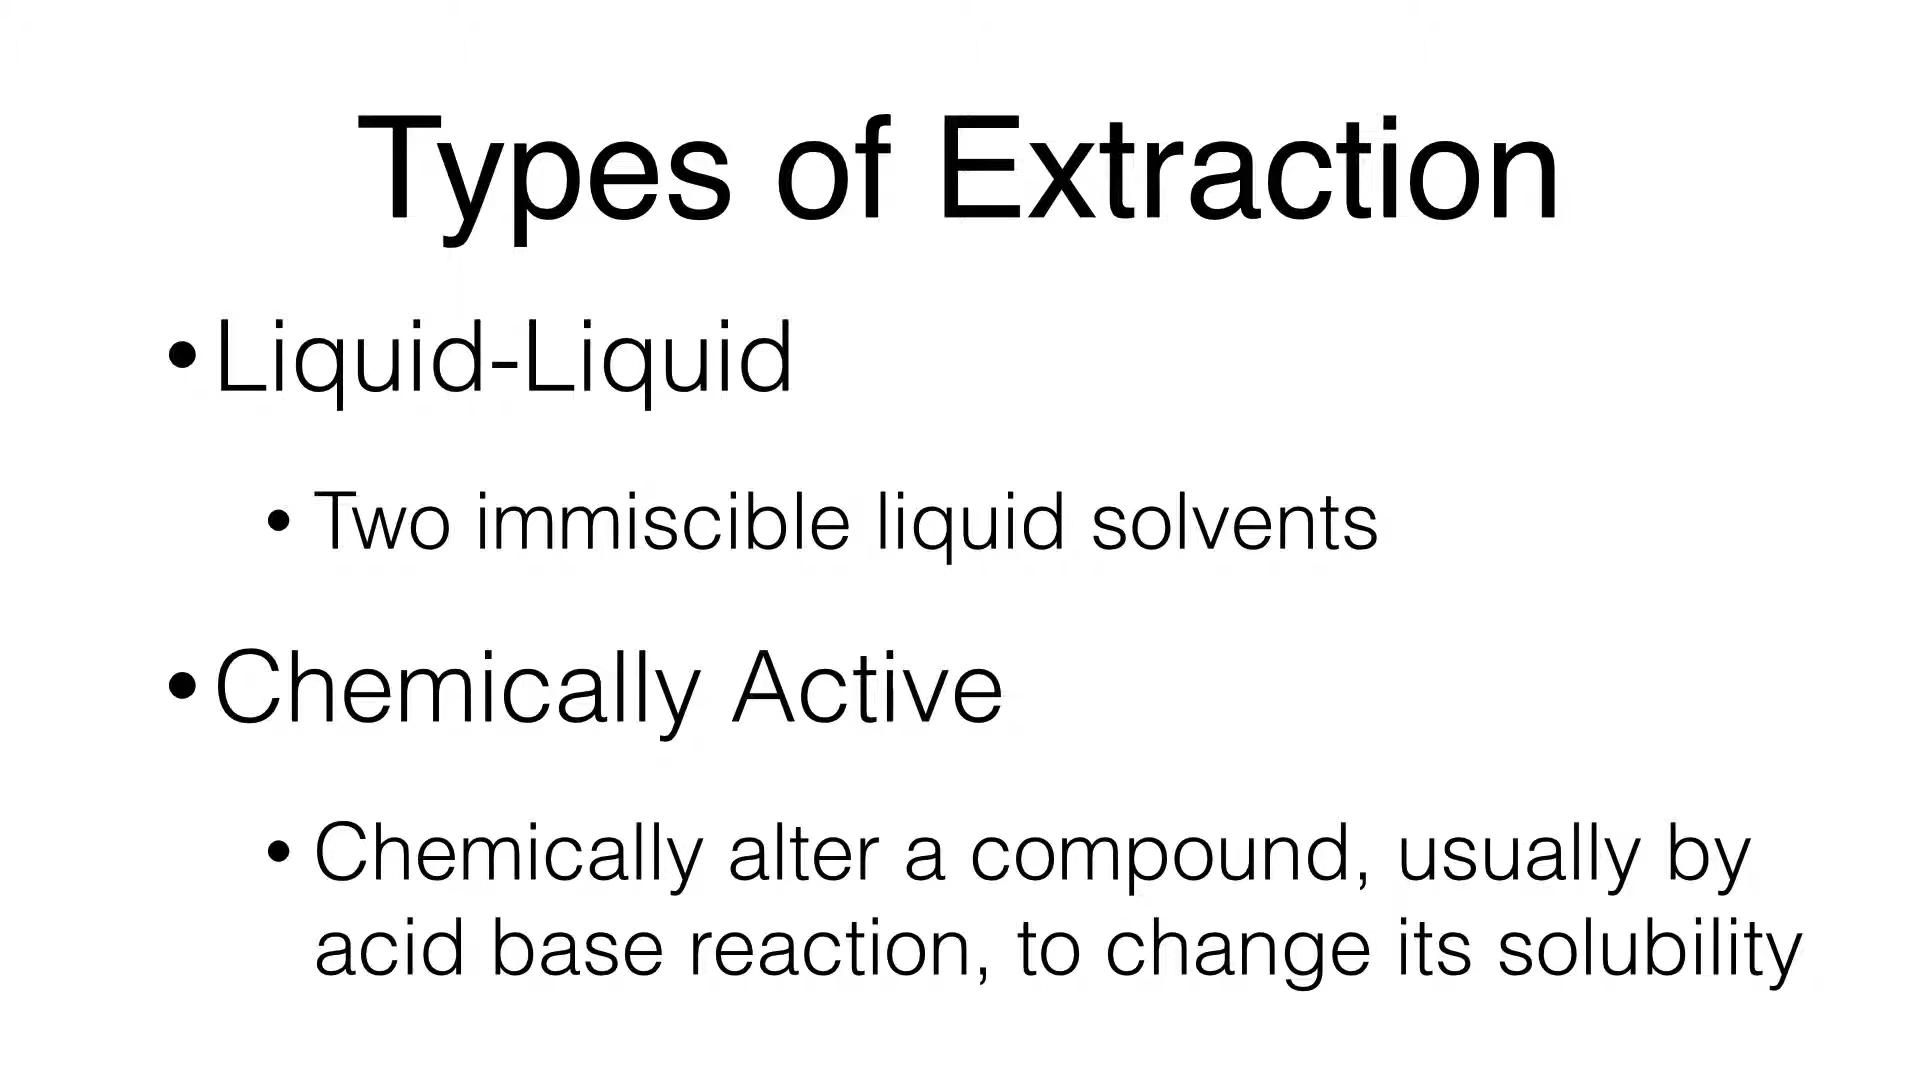 Types of Extraction
• Liquid-Liquid
• Two immiscible liquid solvents
• Chemically Active
• Chemically alter a compound, usually by
acid base reaction, to change its solubility